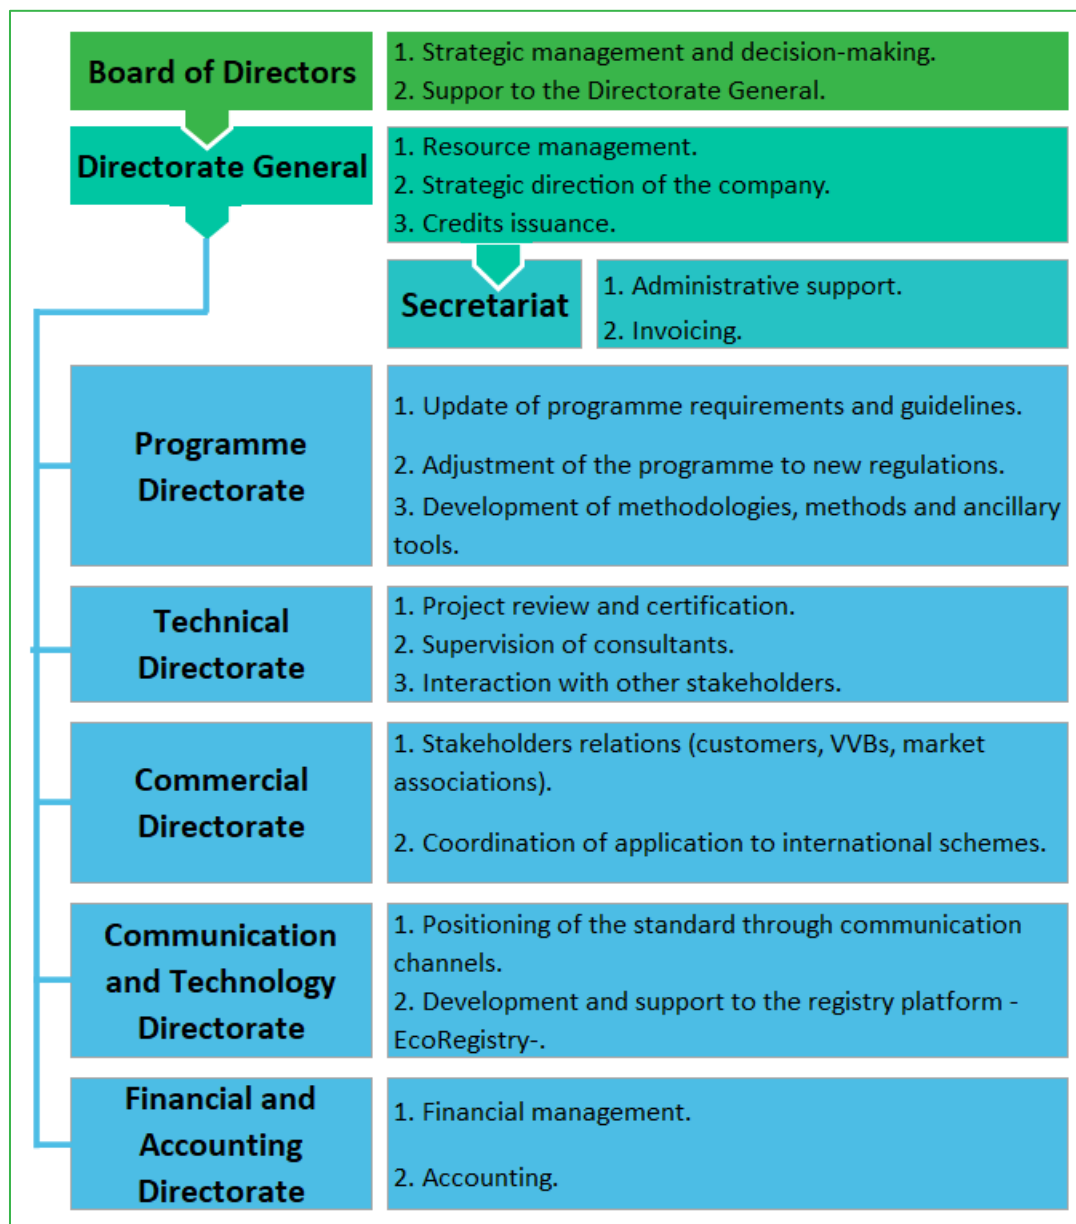 Board of Directors
1. Strategic management and decision-making.
2. Suppor to the Directorate General.
Directorate General
1. Resource management.
2. Strategic direction of the company.
3. Credits issuance.
Secretariat
1. Administrative support.
2. Invoicing.
Programme
Directorate
1. Update of programme requirements and guidelines.
2. Adjustment of the programme to new regulations.
3. Development of methodologies, methods and ancillary
tools.
Technical
Directorate
1. Project review and certification.
2. Supervision of consultants.
3. Interaction with other stakeholders.
Commercial
Directorate
1. Stakeholders relations (customers, VVBs, market
associations).
2. Coordination of application to international schemes.
Communication
and Technology
Directorate
1. Positioning of the standard through communication
channels.
2. Development and support to the registry platform -
EcoRegistry-.
Financial and
Accounting
Directorate
1. Financial management.
2. Accounting.